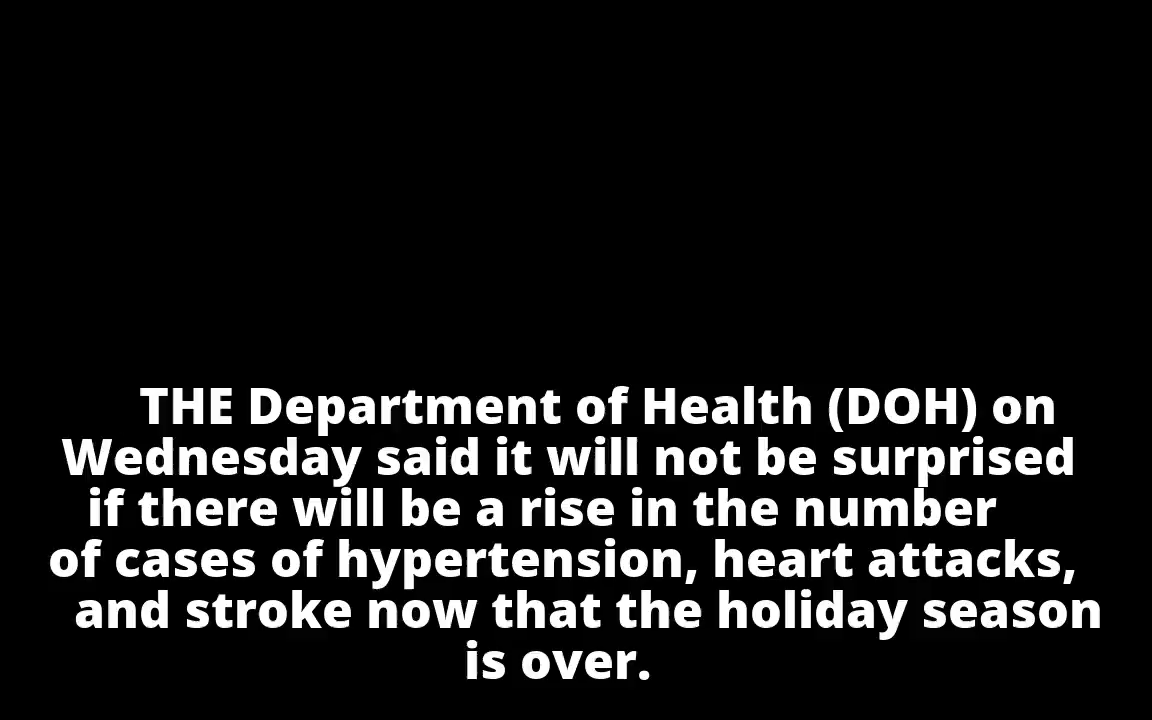 THE Department of Health (DOH) on
Wednesday said it will not be surprised
if there will be a rise in the number
of cases of hypertension, heart attacks,
and stroke now that the holiday season
is over.